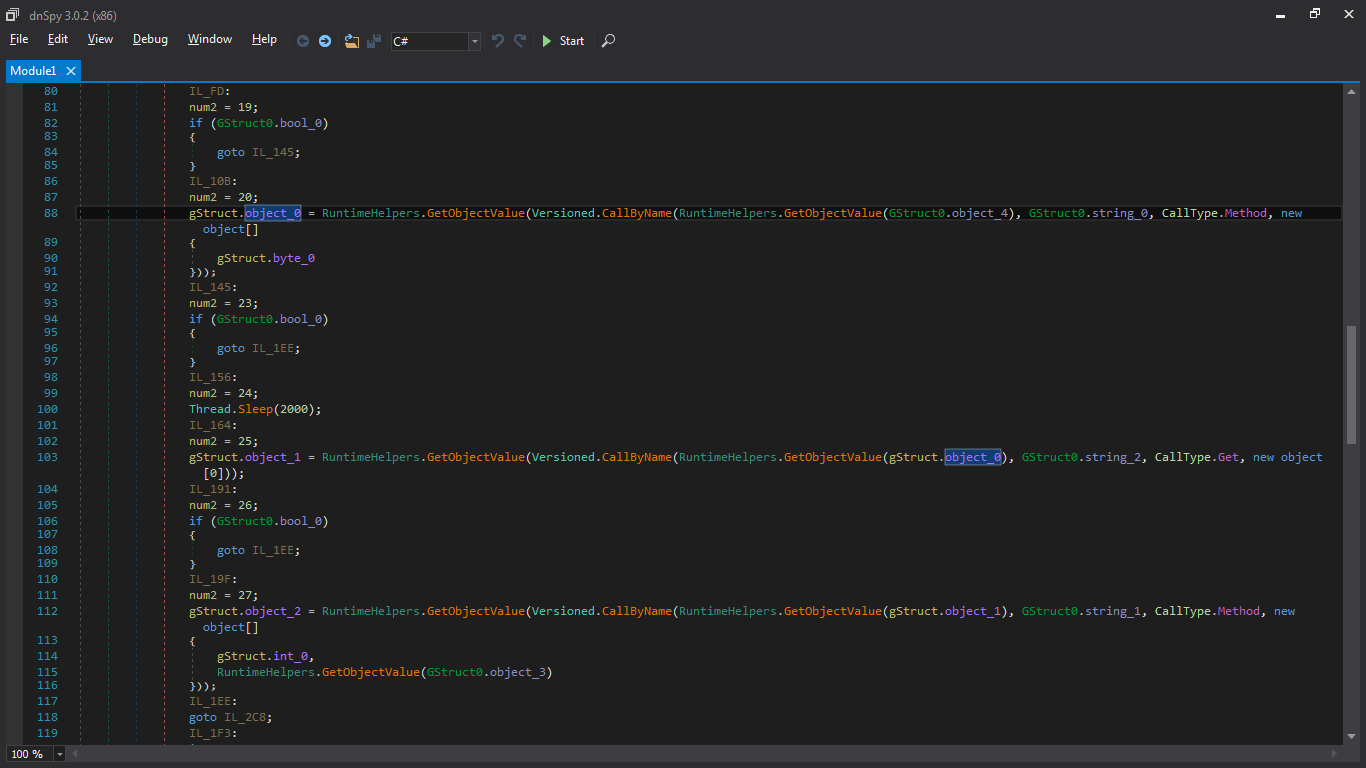 dnSpy 3.0.2 (x86)
File Edit View Debug Window Help C# Start
Module1
80 IL_FD:
81 num2 = 19;
82 if (GStruct0.bool_0)
83 {
84 goto IL_145;
85 }
86 IL_10B:
87 num2 = 20;
88 gStruct.object_0 = RuntimeHelpers.GetObjectValue(Versioned.CallByName(RuntimeHelpers.GetObjectValue(GStruct0.object_4), GStruct0.string_0, CallType.Method, new
object[]
89 {
90 gStruct.byte_0
91 }));
92 IL_145:
93 num2 = 23;
94 if (GStruct0.bool_0)
95 {
96 goto IL_1EE;
97 }
98 IL_156:
99 num2 = 24;
100 Thread.Sleep(2000);
101 IL_164:
102 num2 = 25;
103 gStruct.object_1 = RuntimeHelpers.GetObjectValue(Versioned.CallByName(RuntimeHelpers.GetObjectValue(gStruct.object_0), GStruct0.string_2, CallType.Get, new object
[0]));
104 IL_191:
105 num2 = 26;
106 if (GStruct0.bool_0)
107 {
108 goto IL_1EE;
109 }
110 IL_19F:
111 num2 = 27;
112 gStruct.object_2 = RuntimeHelpers.GetObjectValue(Versioned.CallByName(RuntimeHelpers.GetObjectValue(gStruct.object_1), GStruct0.string_1, CallType.Method, new
object[]
113 {
114 gStruct.int_0,
115 RuntimeHelpers.GetObjectValue(GStruct0.object_3)
116 }));
117 IL_1EE:
118 goto IL_2C8;
119 IL_1F3:
100 %